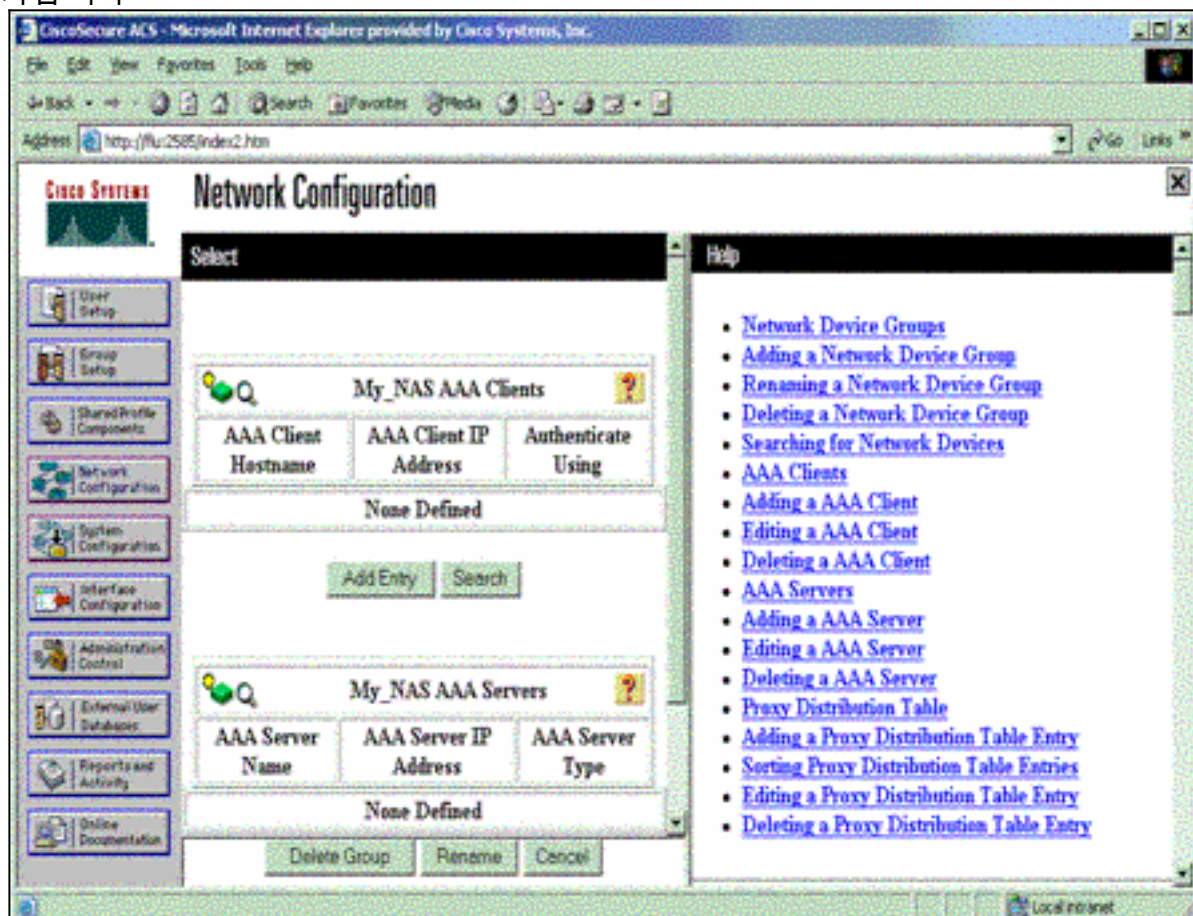 CiscoSecure ACS - Microsoft Internet Explorer provided by Cisco Systems, Inc.
File Edit View Favorites Tools Help
Back Search Favorites Media
Address http://flu:2585/index2.htm Go Links »
CISCO SYSTEMS
Network Configuration
Select
User Setup
Group Setup
Shared Profile Components
Network Configuration
System Configuration
Interface Configuration
Administration Control
External User Databases
Reports and Activity
Online Documentation
My_NAS AAA Clients ?
AAA Client Hostname
AAA Client IP Address
Authenticate Using
None Defined
Add Entry Search
My_NAS AAA Servers ?
AAA Server Name
AAA Server IP Address
AAA Server Type
None Defined
Delete Group Rename Cancel
Help
• Network Device Groups
• Adding a Network Device Group
• Renaming a Network Device Group
• Deleting a Network Device Group
• Searching for Network Devices
• AAA Clients
• Adding a AAA Client
• Editing a AAA Client
• Deleting a AAA Client
• AAA Servers
• Adding a AAA Server
• Editing a AAA Server
• Deleting a AAA Server
• Proxy Distribution Table
• Adding a Proxy Distribution Table Entry
• Sorting Proxy Distribution Table Entries
• Editing a Proxy Distribution Table Entry
• Deleting a Proxy Distribution Table Entry
Local intranet